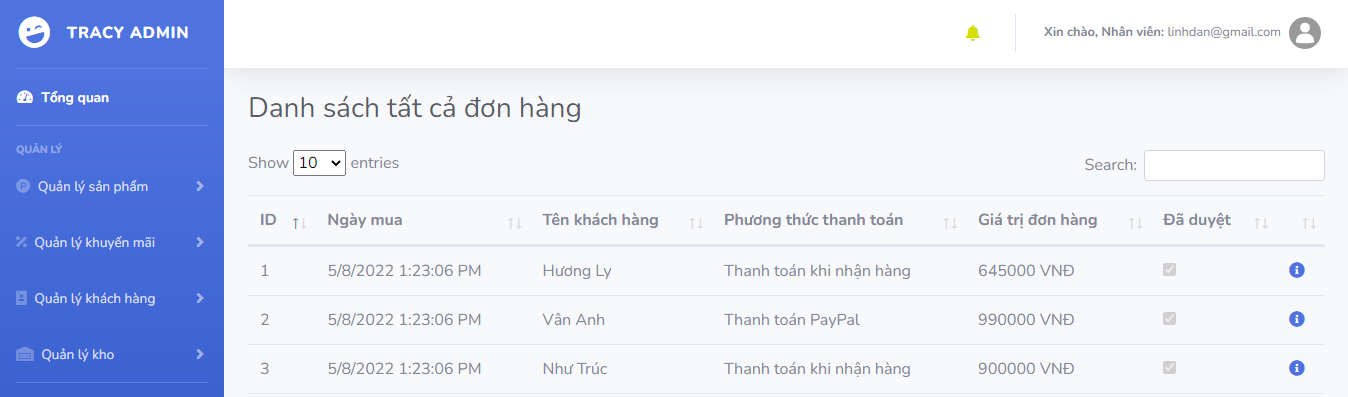 TRACY ADMIN
Xin chào, Nhân viên: linhdan@gmail.com
Tổng quan
QUẢN LÝ
Quản lý sản phẩm
Quản lý khuyến mãi
Quản lý khách hàng
Quản lý kho
Danh sách tất cả đơn hàng
Show 10 entries
Search:
ID Ngày mua Tên khách hàng Phương thức thanh toán Giá trị đơn hàng Đã duyệt
1 5/8/2022 1:23:06 PM Hương Ly Thanh toán khi nhận hàng 645000 VNĐ
2 5/8/2022 1:23:06 PM Vân Anh Thanh toán PayPal 990000 VNĐ
3 5/8/2022 1:23:06 PM Như Trúc Thanh toán khi nhận hàng 900000 VNĐ